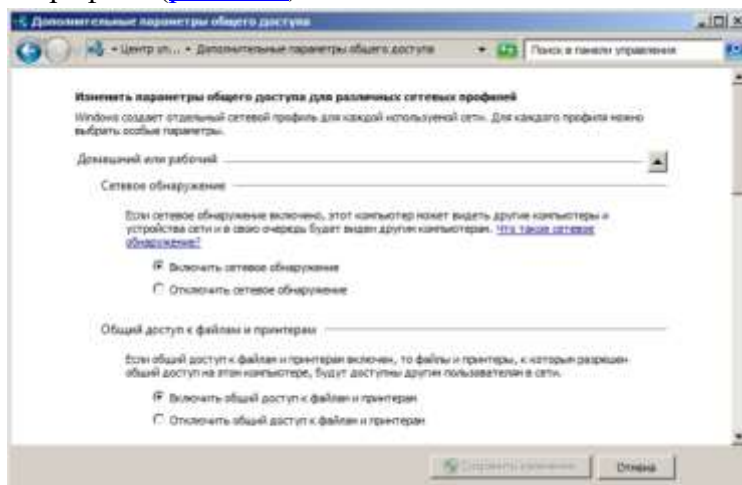 Дополнительные параметры общего доступа
Центр уп... Дополнительные параметры общего доступа Поиск в панели управления
Изменить параметры общего доступа для различных сетевых профилей
Windows создает отдельный сетевой профиль для каждой используемой сети. Для каждого профиля можно
выбрать особые параметры.
Домашний или рабочий
Сетевое обнаружение
Если сетевое обнаружение включено, этот компьютер может видеть другие компьютеры и
устройства сети и в свою очередь будет виден другим компьютерам. Что такое сетевое
обнаружение?
Включить сетевое обнаружение
Отключить сетевое обнаружение
Общий доступ к файлам и принтерам
Если общий доступ к файлам и принтерам включен, то файлы и принтеры, к которым разрешен
общий доступ на этом компьютере, будут доступны другим пользователям в сети.
Включить общий доступ к файлам и принтерам
Отключить общий доступ к файлам и принтерам
Сохранить изменения Отмена